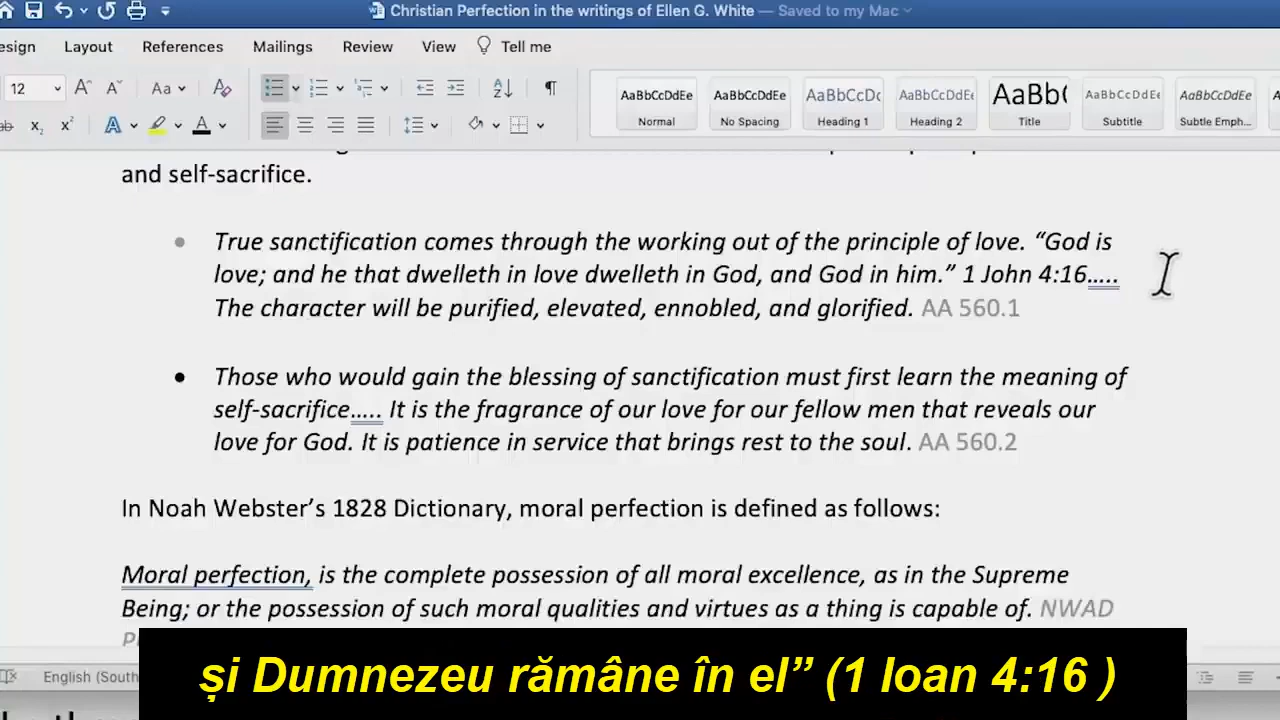 Christian Perfection in the writings of Ellen G. White — Saved to my Mac
esign Layout References Mailings Review View Tell me
12 Aa AaBbCcDdEe AaBbCcDdEe AaBbCcDc AaBbCcDdEe AaBb( AaBbCcDdEe AaBbCcDdEe
Normal No Spacing Heading 1 Heading 2 Title Subtitle Subtle Emph...
and self-sacrifice.
True sanctification comes through the working out of the principle of love. “God is
love; and he that dwelleth in love dwelleth in God, and God in him.” 1 John 4:16…..
The character will be purified, elevated, ennobled, and glorified. AA 560.1
Those who would gain the blessing of sanctification must first learn the meaning of
self-sacrifice….. It is the fragrance of our love for our fellow men that reveals our
love for God. It is patience in service that brings rest to the soul. AA 560.2
In Noah Webster’s 1828 Dictionary, moral perfection is defined as follows:
Moral perfection, is the complete possession of all moral excellence, as in the Supreme
Being; or the possession of such moral qualities and virtues as a thing is capable of. NWAD
English (South
și Dumnezeu rămâne în el” (1 Ioan 4:16 )